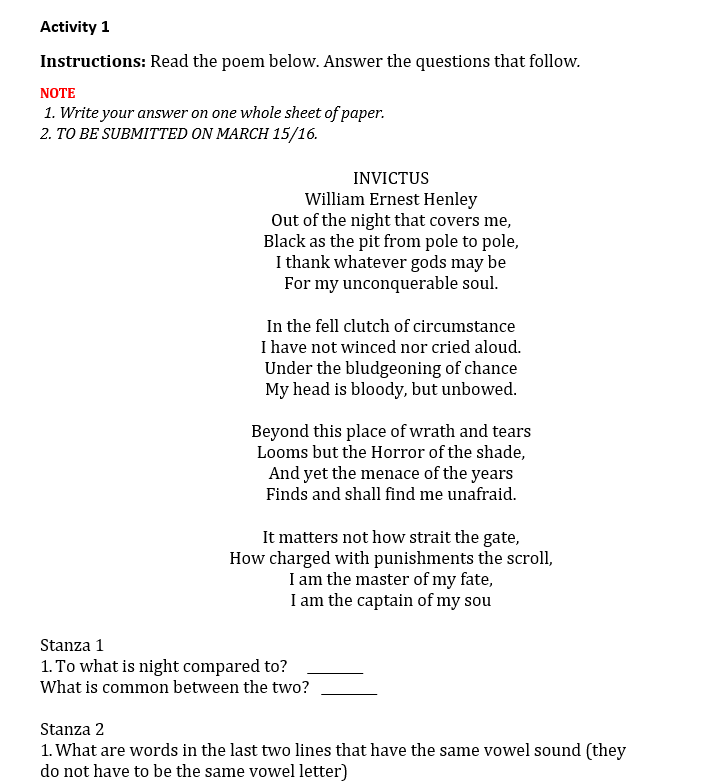 Activity 1
Instructions: Read the poem below. Answer the questions that follow.
NOTE
1. Write your answer on one whole sheet of paper.
2. TO BE SUBMITTED ON MARCH 15/16.
INVICTUS
William Ernest Henley
Out of the night that covers me,
Black as the pit from pole to pole,
I thank whatever gods may be
For my unconquerable soul.
In the fell clutch of circumstance
I have not winced nor cried aloud.
Under the bludgeoning of chance
My head is bloody, but unbowed.
Beyond this place of wrath and tears
Looms but the Horror of the shade,
And yet the menace of the years
Finds and shall find me unafraid.
It matters not how strait the gate,
How charged with punishments the scroll,
I am the master of my fate,
I am the captain of my sou
Stanza 1
1. To what is night compared to? _______
What is common between the two? _______
Stanza 2
1. What are words in the last two lines that have the same vowel sound (they
do not have to be the same vowel letter)